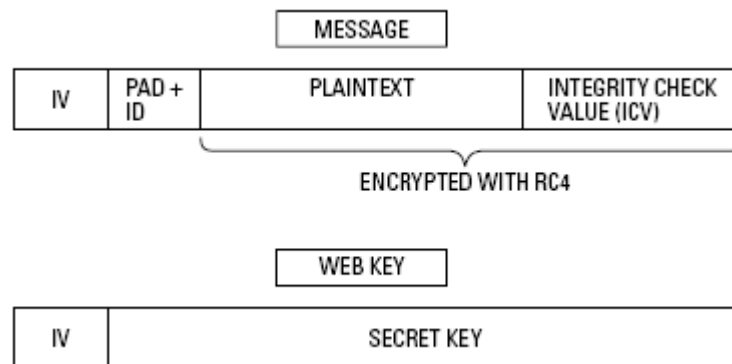 MESSAGE
IV
PAD +
ID
PLAINTEXT
INTEGRITY CHECK
VALUE (ICV)
ENCRYPTED WITH RC4
WEB KEY
IV
SECRET KEY